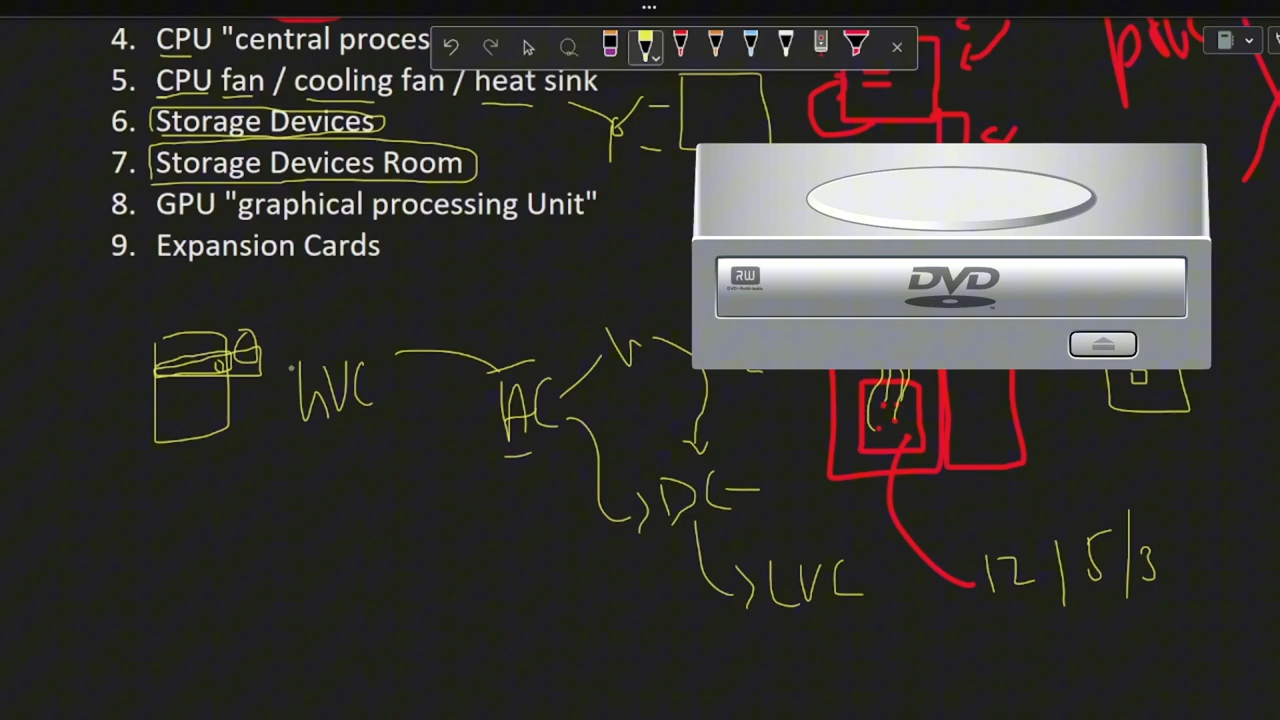 4. CPU "central proces
5. CPU fan / cooling fan / heat sink
6. Storage Devices
7. Storage Devices Room
8. GPU "graphical processing Unit"
9. Expansion Cards
RW
DVD
hVC
AC
DC
LVC
12 / 5 / 3